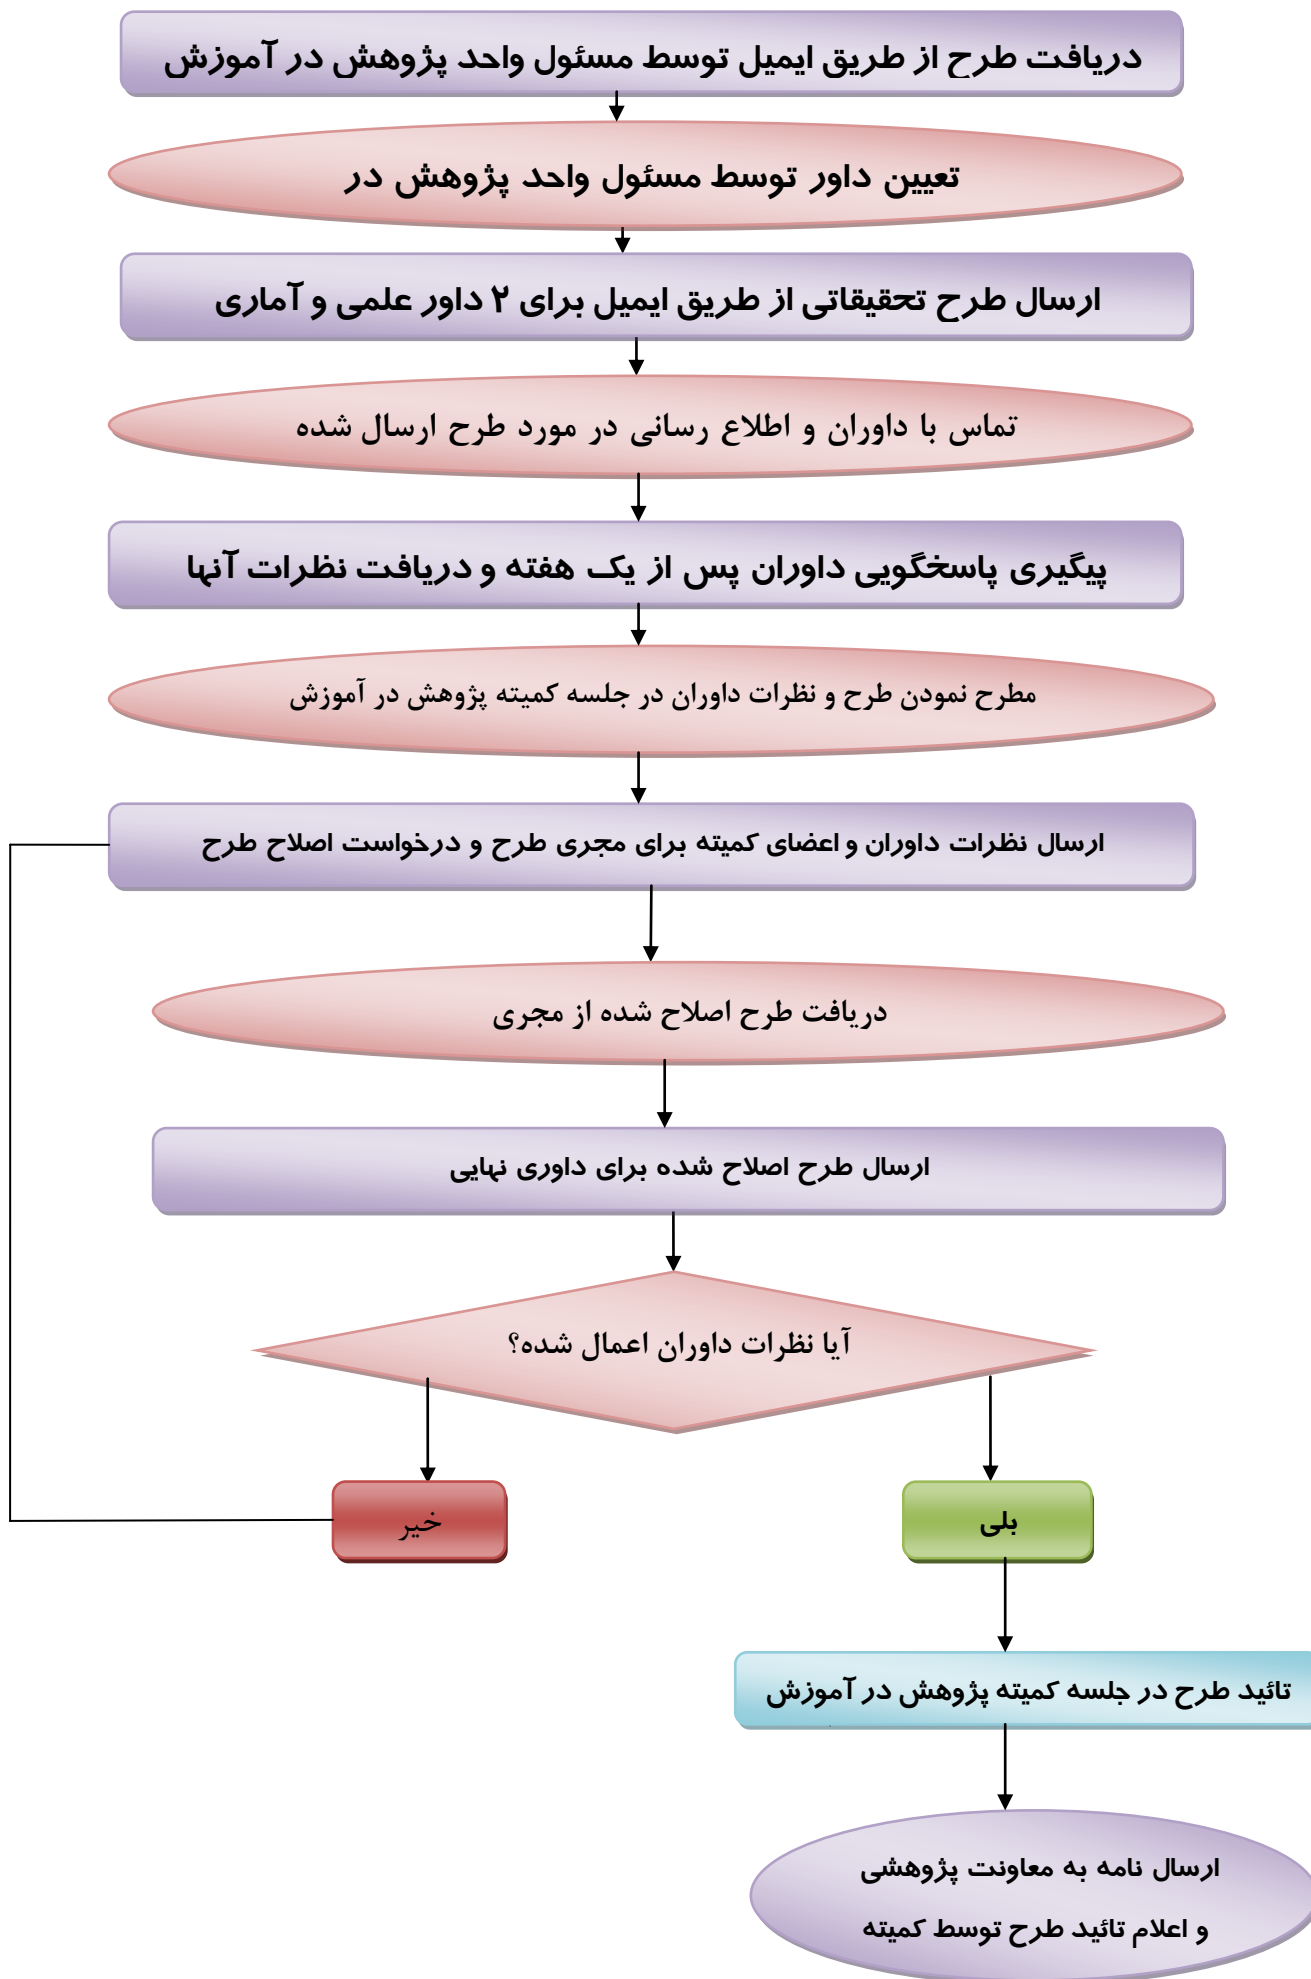 دریافت طرح از طریق ایمیل توسط مسئول واحد پژوهش در آموزش
تعیین داور توسط مسئول واحد پژوهش در
ارسال طرح تحقیقاتی از طریق ایمیل برای ۲ داور علمی و آماری
تماس با داوران و اطلاع رسانی در مورد طرح ارسال شده
پیگیری پاسخگویی داوران پس از یک هفته و دریافت نظرات آنها
مطرح نمودن طرح و نظرات داوران در جلسه کمیته پژوهش در آموزش
ارسال نظرات داوران و اعضای کمیته برای مجری طرح و درخواست اصلاح طرح
دریافت طرح اصلاح شده از مجری
ارسال طرح اصلاح شده برای داوری نهایی
آیا نظرات داوران اعمال شده؟
بلی
خیر
تائید طرح در جلسه کمیته پژوهش در آموزش
ارسال نامه به معاونت پژوهشی
و اعلام تائید طرح توسط کمیته